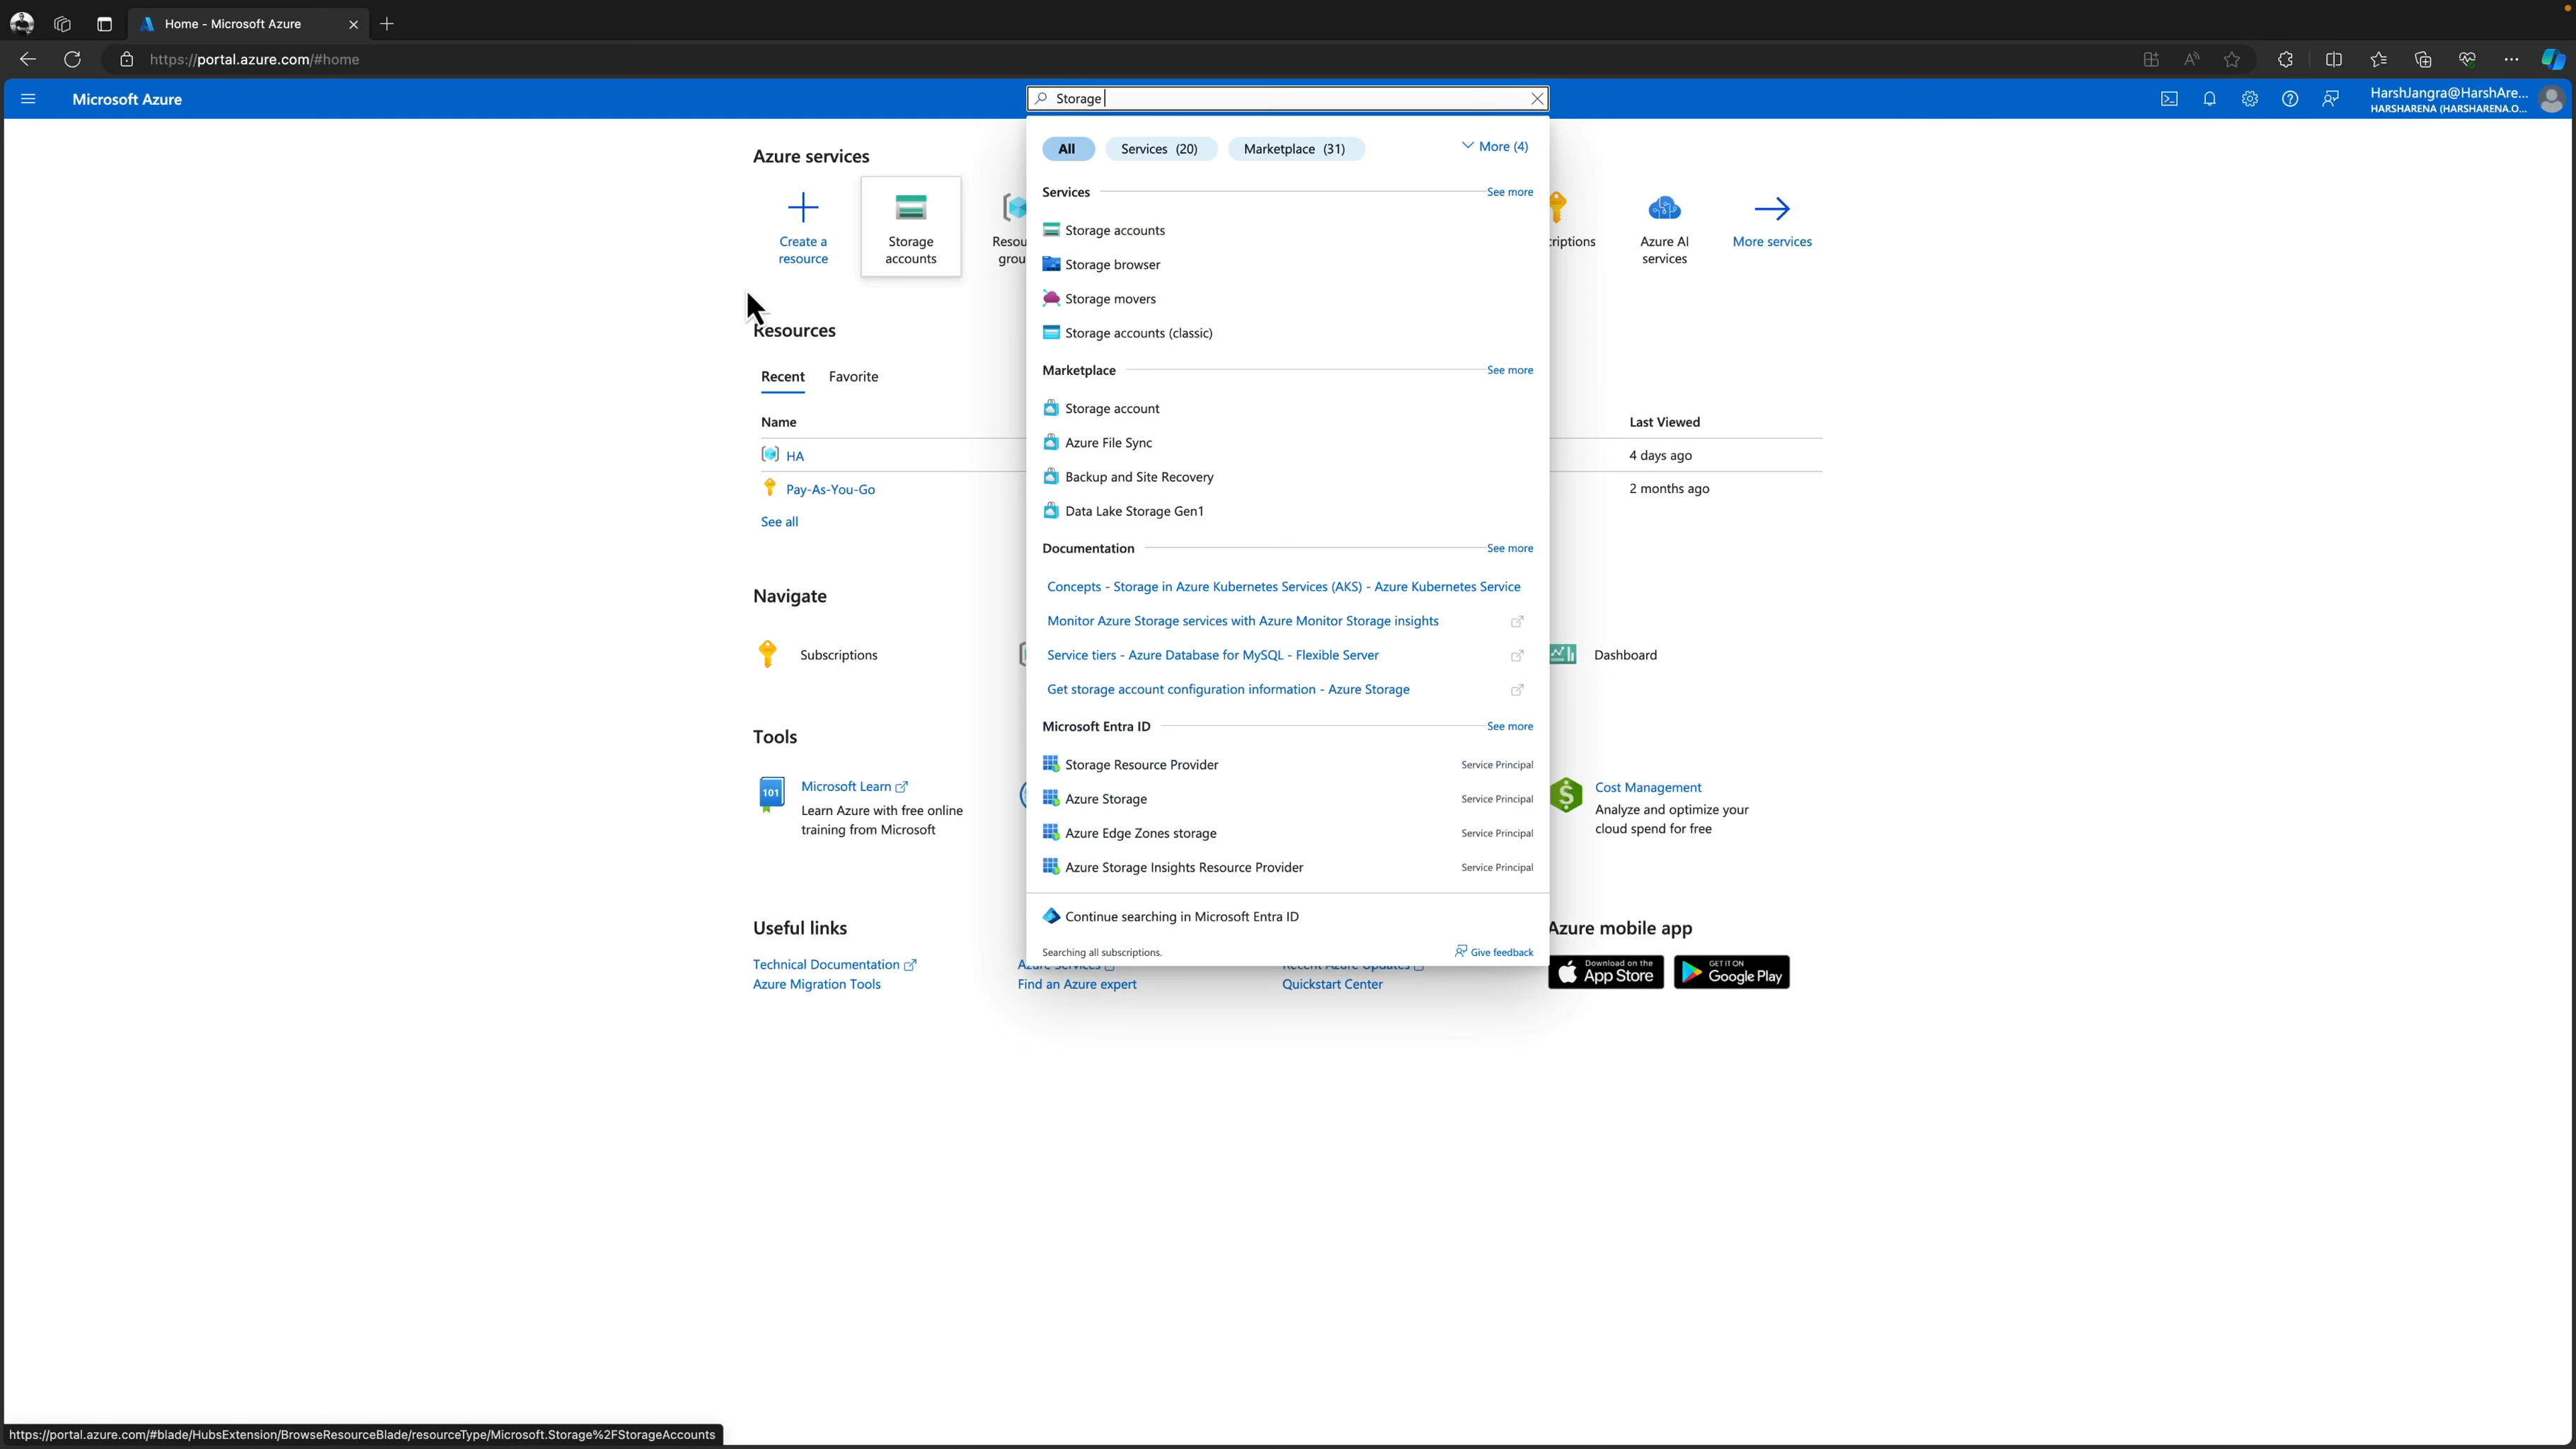 Home - Microsoft Azure
https://portal.azure.com/#home
Microsoft Azure
Storage
HarshJangra@HarshAre...
HARSHARENA (HARSHARENA.O...
All
Services (20)
Marketplace (31)
More (4)
Azure services
Create a resource
Storage accounts
Resou
grou
criptions
Azure AI services
More services
Services
See more
Storage accounts
Storage browser
Storage movers
Storage accounts (classic)
Marketplace
See more
Storage account
Azure File Sync
Backup and Site Recovery
Data Lake Storage Gen1
Documentation
See more
Concepts - Storage in Azure Kubernetes Services (AKS) - Azure Kubernetes Service
Monitor Azure Storage services with Azure Monitor Storage insights
Service tiers - Azure Database for MySQL - Flexible Server
Get storage account configuration information - Azure Storage
Microsoft Entra ID
See more
Storage Resource Provider
Service Principal
Azure Storage
Service Principal
Azure Edge Zones storage
Service Principal
Azure Storage Insights Resource Provider
Service Principal
Continue searching in Microsoft Entra ID
Searching all subscriptions.
Give feedback
Resources
Recent
Favorite
Name
Last Viewed
HA
4 days ago
Pay-As-You-Go
2 months ago
See all
Navigate
Subscriptions
Dashboard
Tools
101
Microsoft Learn
Learn Azure with free online
training from Microsoft
Cost Management
Analyze and optimize your
cloud spend for free
Useful links
Technical Documentation
Azure Migration Tools
Azure Services
Find an Azure expert
Recent Azure Updates
Quickstart Center
Azure mobile app
Download on the
App Store
GET IT ON
Google Play
https://portal.azure.com/#blade/HubsExtension/BrowseResourceBlade/resourceType/Microsoft.Storage%2FStorageAccounts